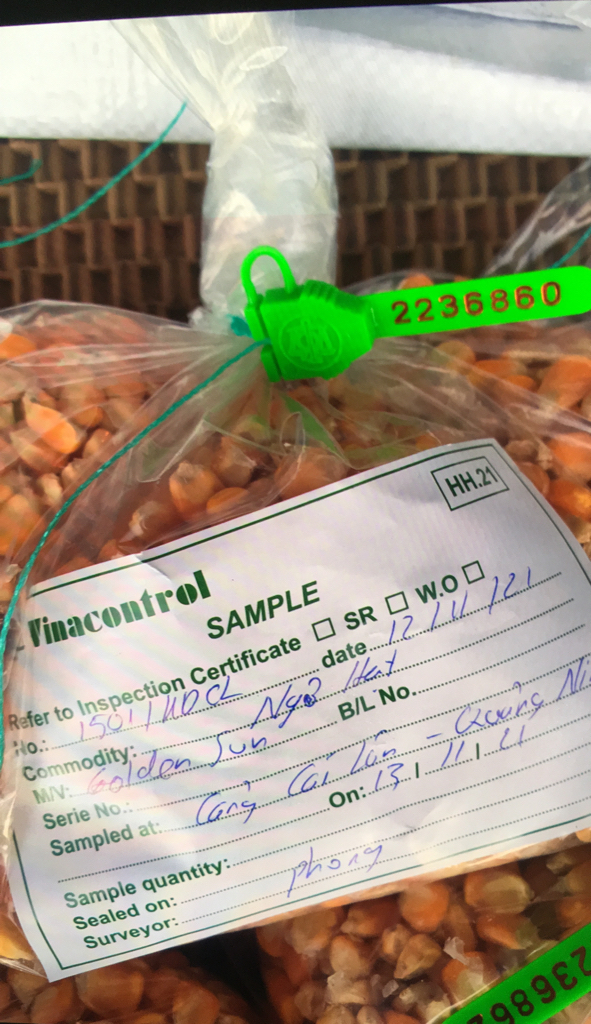 2236860
HH.21
Vinacontrol
SAMPLE
Refer to Inspection Certificate ☐ SR ☐ W.O ☐
No.: 1501/HDCL date 12/11/21
Commodity: Ngô Hạt
M/V: Golden Sun B/L No.
Serie No.:
Sampled at: Cảng Cái Lân - Quảng Ni
On: 13/11/21
Sample quantity:
Sealed on:
Surveyor: phong
223686